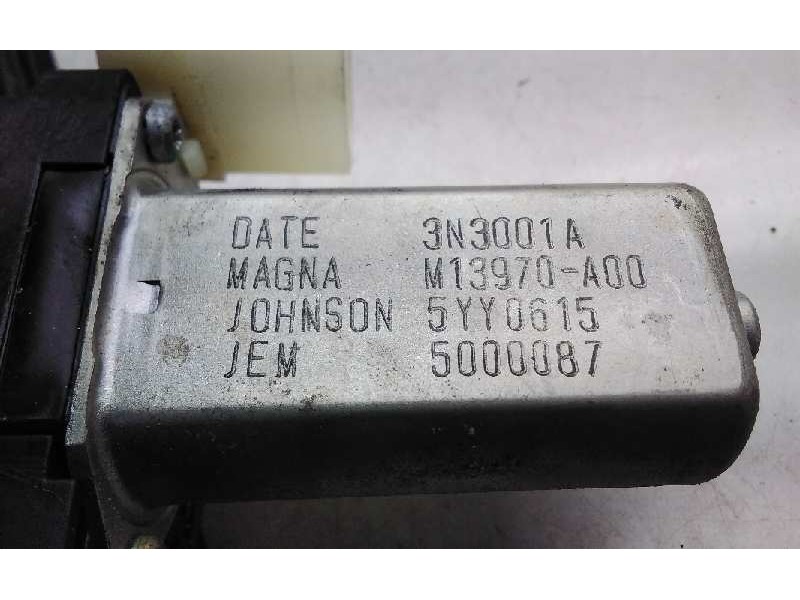 DATE 3N3001A
MAGNA M13970-A00
JOHNSON 5YY0615
JEM 5000087